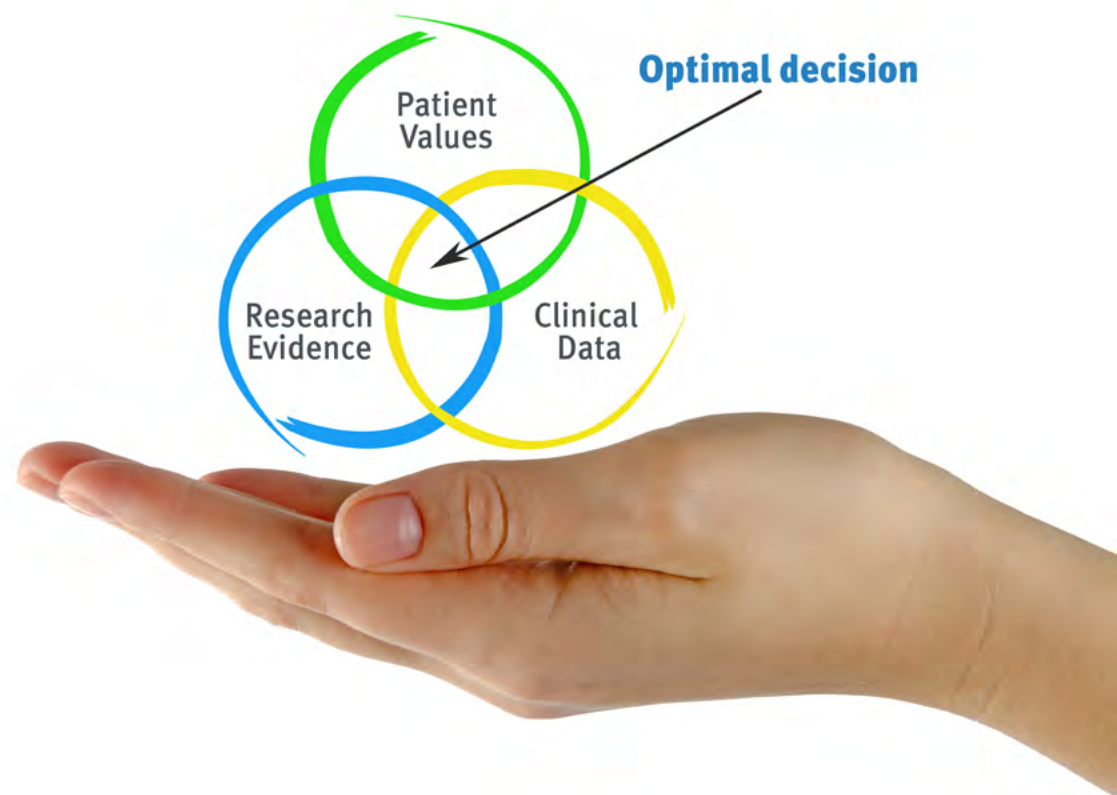 Optimal decision
Patient
Values
Research
Evidence
Clinical
Data